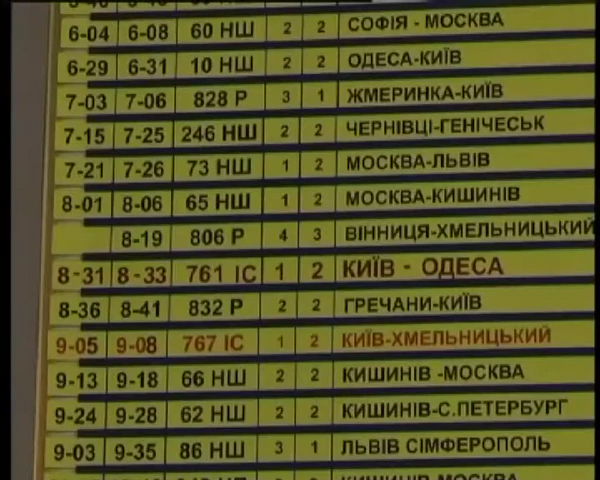 6-04 6-08 60 НШ 2 2 СОФІЯ - МОСКВА
6-29 6-31 10 НШ 2 2 ОДЕСА-КИЇВ
7-03 7-06 828 Р 3 1 ЖМЕРИНКА-КИЇВ
7-15 7-25 246 НШ 2 2 ЧЕРНІВЦІ-ГЕНІЧЕСЬК
7-21 7-26 73 НШ 1 2 МОСКВА-ЛЬВІВ
8-01 8-06 65 НШ 1 2 МОСКВА-КИШИНІВ
8-19 806 Р 4 3 ВІННИЦЯ-ХМЕЛЬНИЦЬКИЙ
8-31 8-33 761 ІС 1 2 КИЇВ - ОДЕСА
8-36 8-41 832 Р 2 2 ГРЕЧАНИ-КИЇВ
9-05 9-08 767 ІС 1 2 КИЇВ-ХМЕЛЬНИЦЬКИЙ
9-13 9-18 66 НШ 2 2 КИШИНІВ -МОСКВА
9-24 9-28 62 НШ 2 2 КИШИНІВ-С.ПЕТЕРБУРГ
9-03 9-35 86 НШ 3 1 ЛЬВІВ СІМФЕРОПОЛЬ
КИШИНІВ-МОСКВА